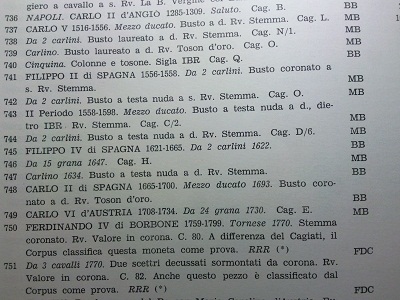 giero a cavallo a s. Rv. La B. Vergine
736 NAPOLI. CARLO II D'ANGIO 1285-1309. Saluto. Cag. B. BB
737 CARLO V 1516-1556. Mezzo ducato. Busto a d. Rv. Stemma. Cag. L. MB
738 Da 2 carlini. Busto laureato a d. Rv. Stemma. Cag. N/1. MB
739 Carlino. Busto laureato a d. Rv. Toson d'oro. Cag. O. MB
740 Cinquina. Colonne e tosone. Sigla IBR Cag. Q. BB
741 FILIPPO II di SPAGNA 1556-1558. Da 2 carlini. Busto coronato a
s. Rv. Stemma. MB
742 Da 2 carlini. Busto a testa nuda a s. Rv. Stemma. Cag. O. MB
743 II Periodo 1558-1598. Mezzo ducato. Busto a testa nuda a d., die-
tro IBR Rv. Stemma. Cag. C/2. MB
744 Da 2 carlini. Busto a testa nuda a d. Rv. Stemma. Cag. D/6. MB
745 FILIPPO IV di SPAGNA 1621-1665. Da 2 carlini 1622. BB
746 Da 15 grana 1647. Cag. H. MB
747 Carlino 1634. Busto a testa nuda a d. Rv. Stemma. BB
748 CARLO II di SPAGNA 1665-1700. Mezzo ducato 1693. Busto coro-
nato a d. Rv. Toson d'oro. BB
749 CARLO VI d'AUSTRIA 1708-1734. Da 24 grana 1730. Cag. E. MB
750 FERDINANDO IV di BORBONE 1759-1799. Tornese 1770. Stemma
coronato. Rv. Valore in corona. C. 80. A differenza del Cagiati, il
Corpus classifica questa moneta come prova. RRR (*) FDC
751 Da 3 cavalli 1770. Due scettri decussati sormontati da corona. Rv.
Valore in corona. C. 82. Anche questo pezzo è classificato dal
Corpus come prova. RRR (*) FDC